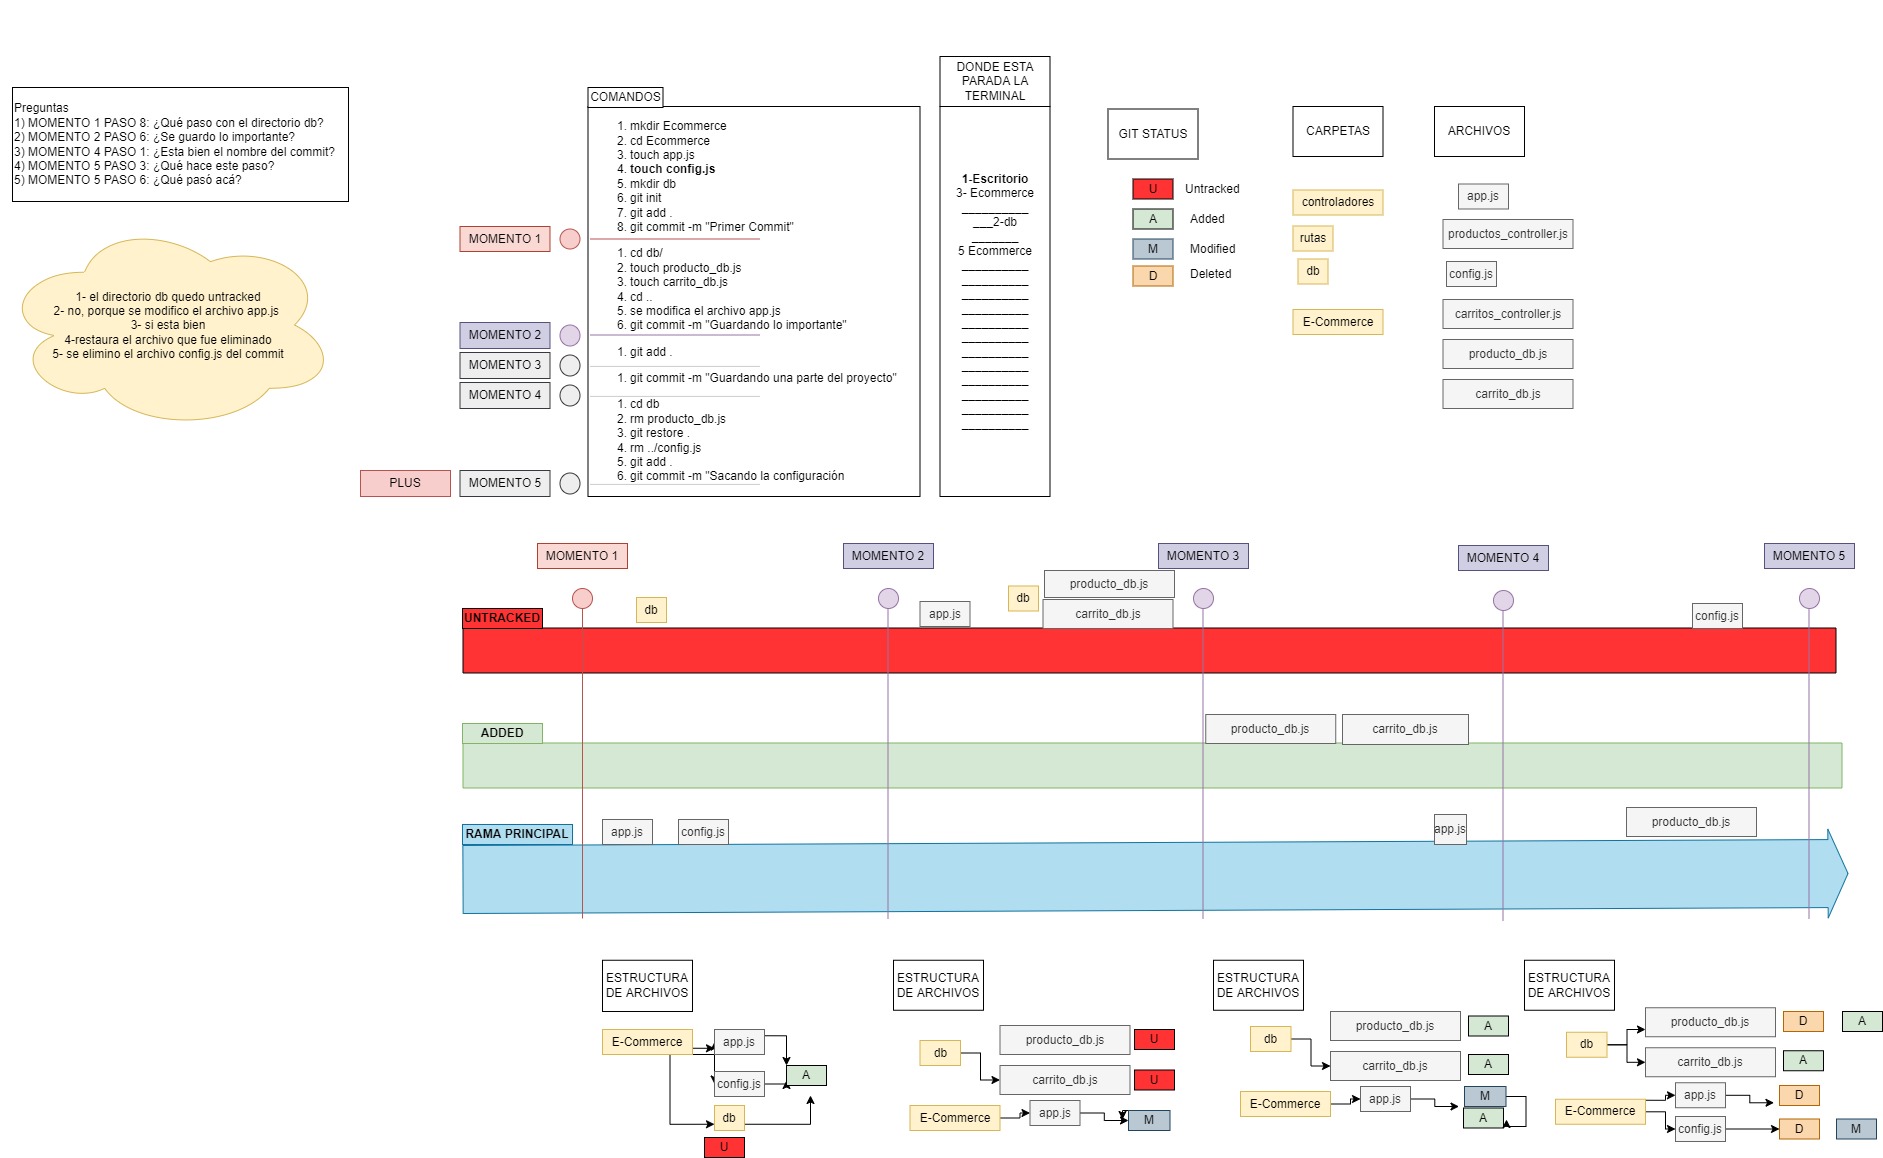 Preguntas
1) MOMENTO 1 PASO 8: ¿Qué paso con el directorio db?
2) MOMENTO 2 PASO 6: ¿Se guardo lo importante?
3) MOMENTO 4 PASO 1: ¿Esta bien el nombre del commit?
4) MOMENTO 5 PASO 3: ¿Qué hace este paso?
5) MOMENTO 5 PASO 6: ¿Qué pasó acá?
1- el directorio db quedo untracked
2- no, porque se modifico el archivo app.js
3- si esta bien
4-restaura el archivo que fue eliminado
5- se elimino el archivo config.js del commit
COMANDOS
1. mkdir Ecommerce
2. cd Ecommerce
3. touch app.js
4. touch config.js
5. mkdir db
6. git init
7. git add .
8. git commit -m "Primer Commit"
MOMENTO 1
1. cd db/
2. touch producto_db.js
3. touch carrito_db.js
4. cd ..
5. se modifica el archivo app.js
6. git commit -m "Guardando lo importante"
MOMENTO 2
1. git add .
MOMENTO 3
1. git commit -m "Guardando una parte del proyecto"
MOMENTO 4
1. cd db
2. rm producto_db.js
3. git restore .
4. rm ../config.js
5. git add .
6. git commit -m "Sacando la configuración
PLUS
MOMENTO 5
DONDE ESTA
PARADA LA
TERMINAL
1-Escritorio
3- Ecommerce
__________
___2-db
_______
5 Ecommerce
__________
__________
__________
__________
__________
__________
__________
__________
__________
__________
__________
__________
GIT STATUS
U Untracked
A Added
M Modified
D Deleted
CARPETAS
controladores
rutas
db
E-Commerce
ARCHIVOS
app.js
productos_controller.js
config.js
carritos_controller.js
producto_db.js
carrito_db.js
MOMENTO 1
MOMENTO 2
MOMENTO 3
MOMENTO 4
MOMENTO 5
UNTRACKED
db
app.js
db
producto_db.js
carrito_db.js
config.js
ADDED
producto_db.js
carrito_db.js
RAMA PRINCIPAL
app.js
config.js
app.js
producto_db.js
ESTRUCTURA
DE ARCHIVOS
E-Commerce
app.js
config.js
A
db
U
ESTRUCTURA
DE ARCHIVOS
producto_db.js U
db
carrito_db.js U
E-Commerce
app.js
M
ESTRUCTURA
DE ARCHIVOS
producto_db.js A
db
carrito_db.js A
E-Commerce
app.js
M
A
ESTRUCTURA
DE ARCHIVOS
producto_db.js D A
db
carrito_db.js A
app.js D
E-Commerce
config.js D M